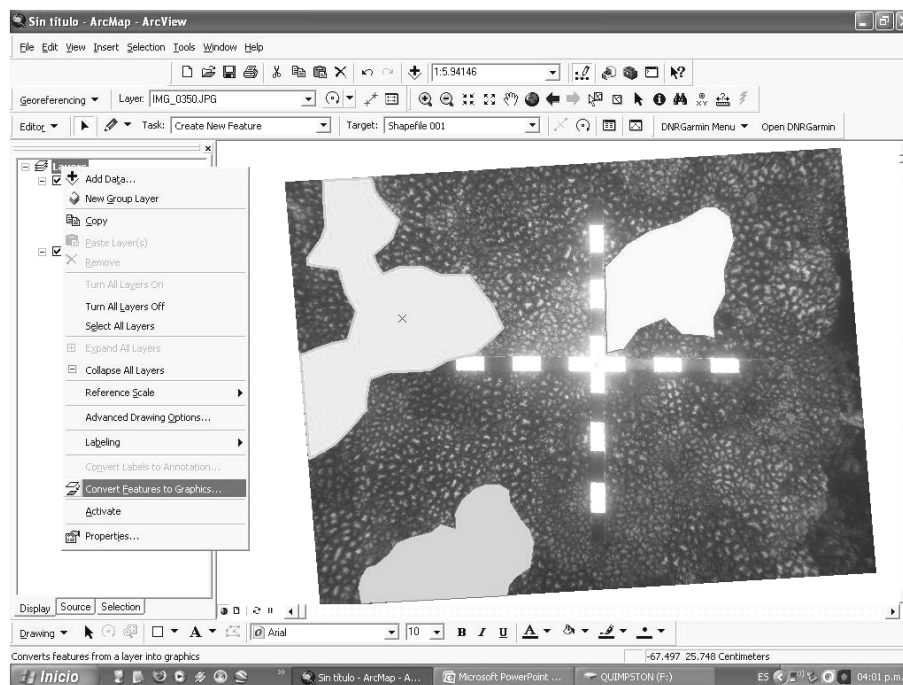 Sin título - ArcMap - ArcView
File Edit View Insert Selection Tools Window Help
1:5.94146
Georeferencing Layer: IMG_0350.JPG
Editor Task: Create New Feature Target: Shapefile 001 DNRGarmin Menu Open DNRGarmin
Layers
Add Data...
New Group Layer
Copy
Paste Layer(s)
Remove
Turn All Layers On
Turn All Layers Off
Select All Layers
Expand All Layers
Collapse All Layers
Reference Scale
Advanced Drawing Options...
Labeling
Convert Labels to Annotation...
Convert Features to Graphics...
Activate
Properties...
Display Source Selection
Drawing A Arial 10 B I U A
Converts features from a layer into graphics -67.497 25.748 Centimeters
Inicio Sin título - ArcMap - A... Microsoft PowerPoint ... QUIMPSTON (F:) ES 04:01 p.m.